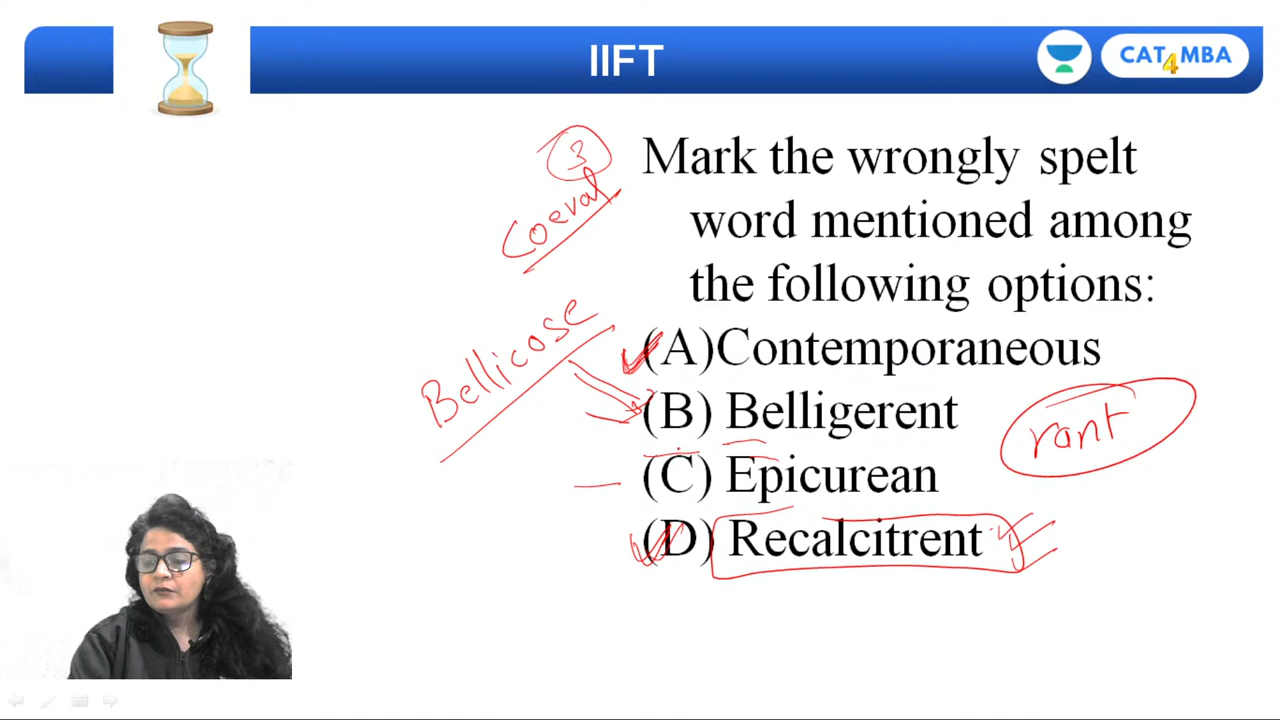 IIFT
CAT4MBA
3
Coeval
Mark the wrongly spelt
word mentioned among
the following options:
Bellicose
(A)Contemporaneous
(B) Belligerent
rant
(C) Epicurean
(D) Recalcitrent